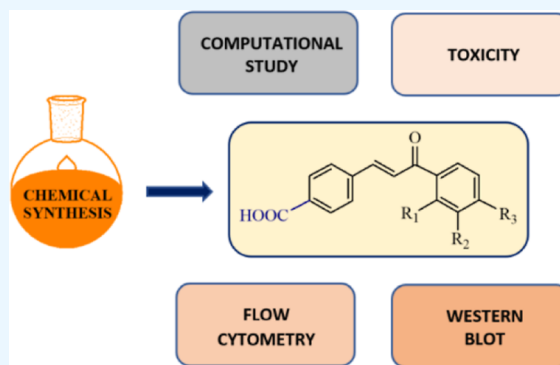 COMPUTATIONAL
STUDY
TOXICITY
CHEMICAL
SYNTHESIS
O
HOOC
R1
R2
R3
FLOW
CYTOMETRY
WESTERN
BLOT